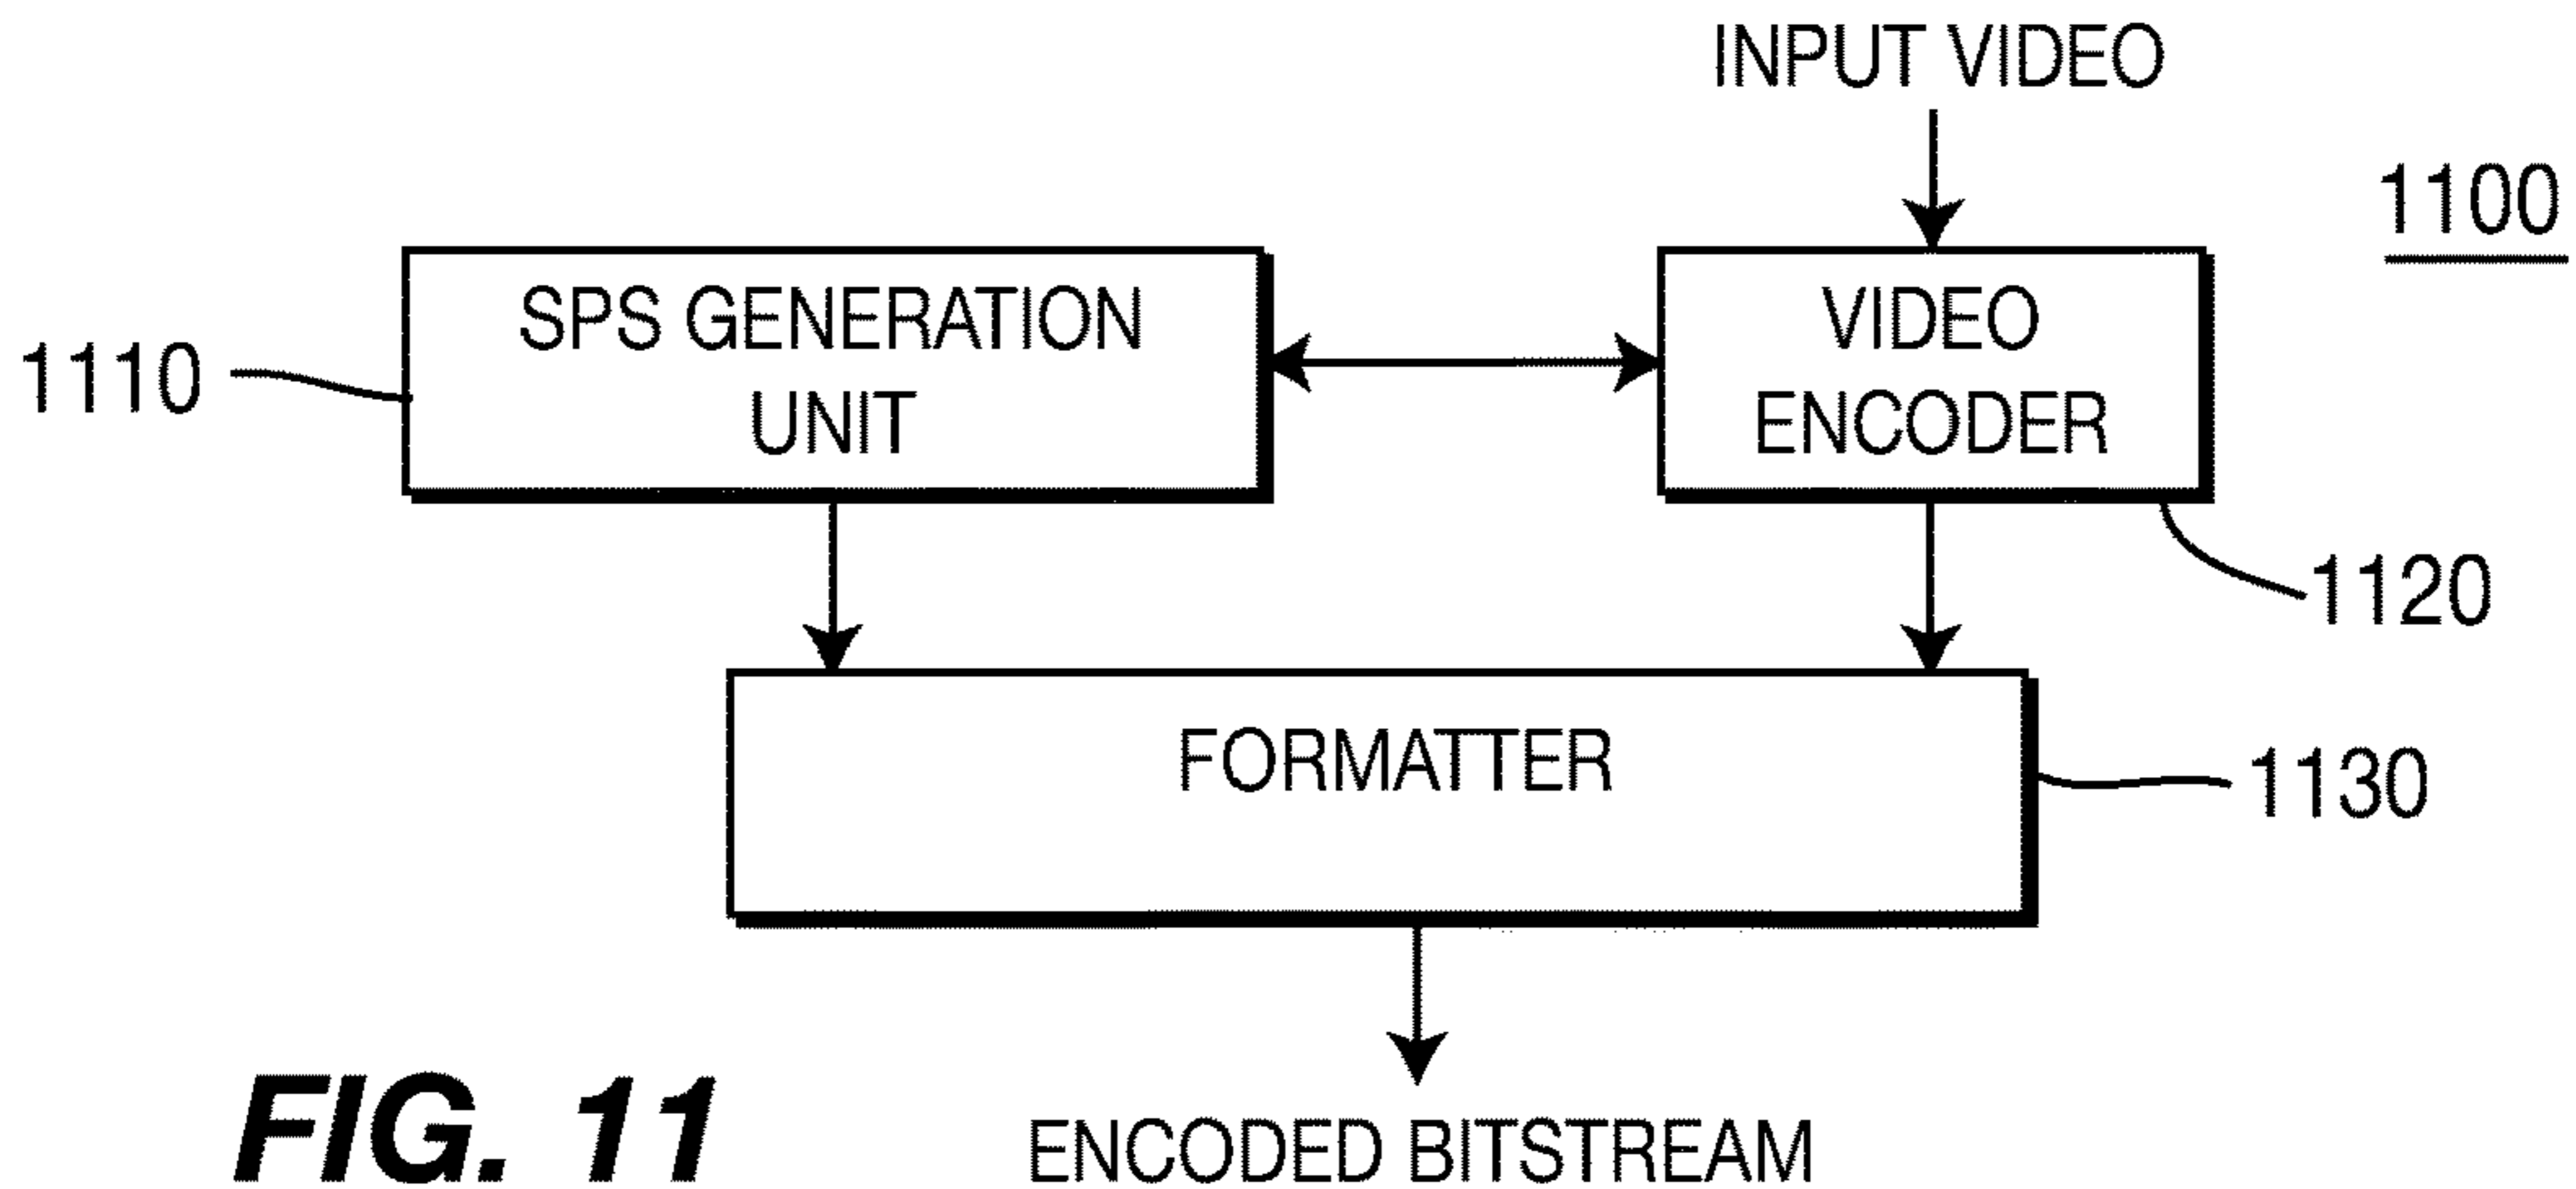 INPUT VIDEO
1100
SPS GENERATION
UNIT
VIDEO
ENCODER
1110
1120
FORMATTER
1130
ENCODED BITSTREAM
FIG. 11